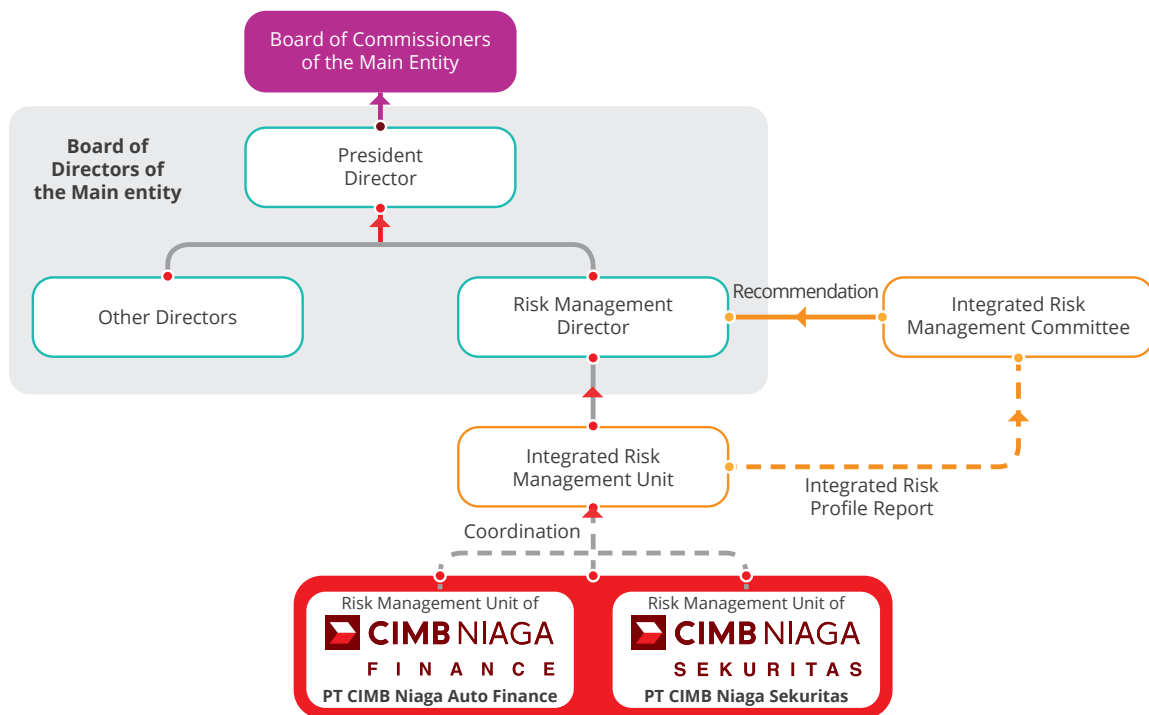 Board of Commissioners
of the Main Entity
Board of
Directors of
the Main entity
President
Director
Other Directors
Risk Management
Director
Recommendation
Integrated Risk
Management Committee
Integrated Risk
Management Unit
Integrated Risk
Profile Report
Coordination
Risk Management Unit of
CIMB NIAGA
FINANCE
PT CIMB Niaga Auto Finance
Risk Management Unit of
CIMB NIAGA
SEKURITAS
PT CIMB Niaga Sekuritas